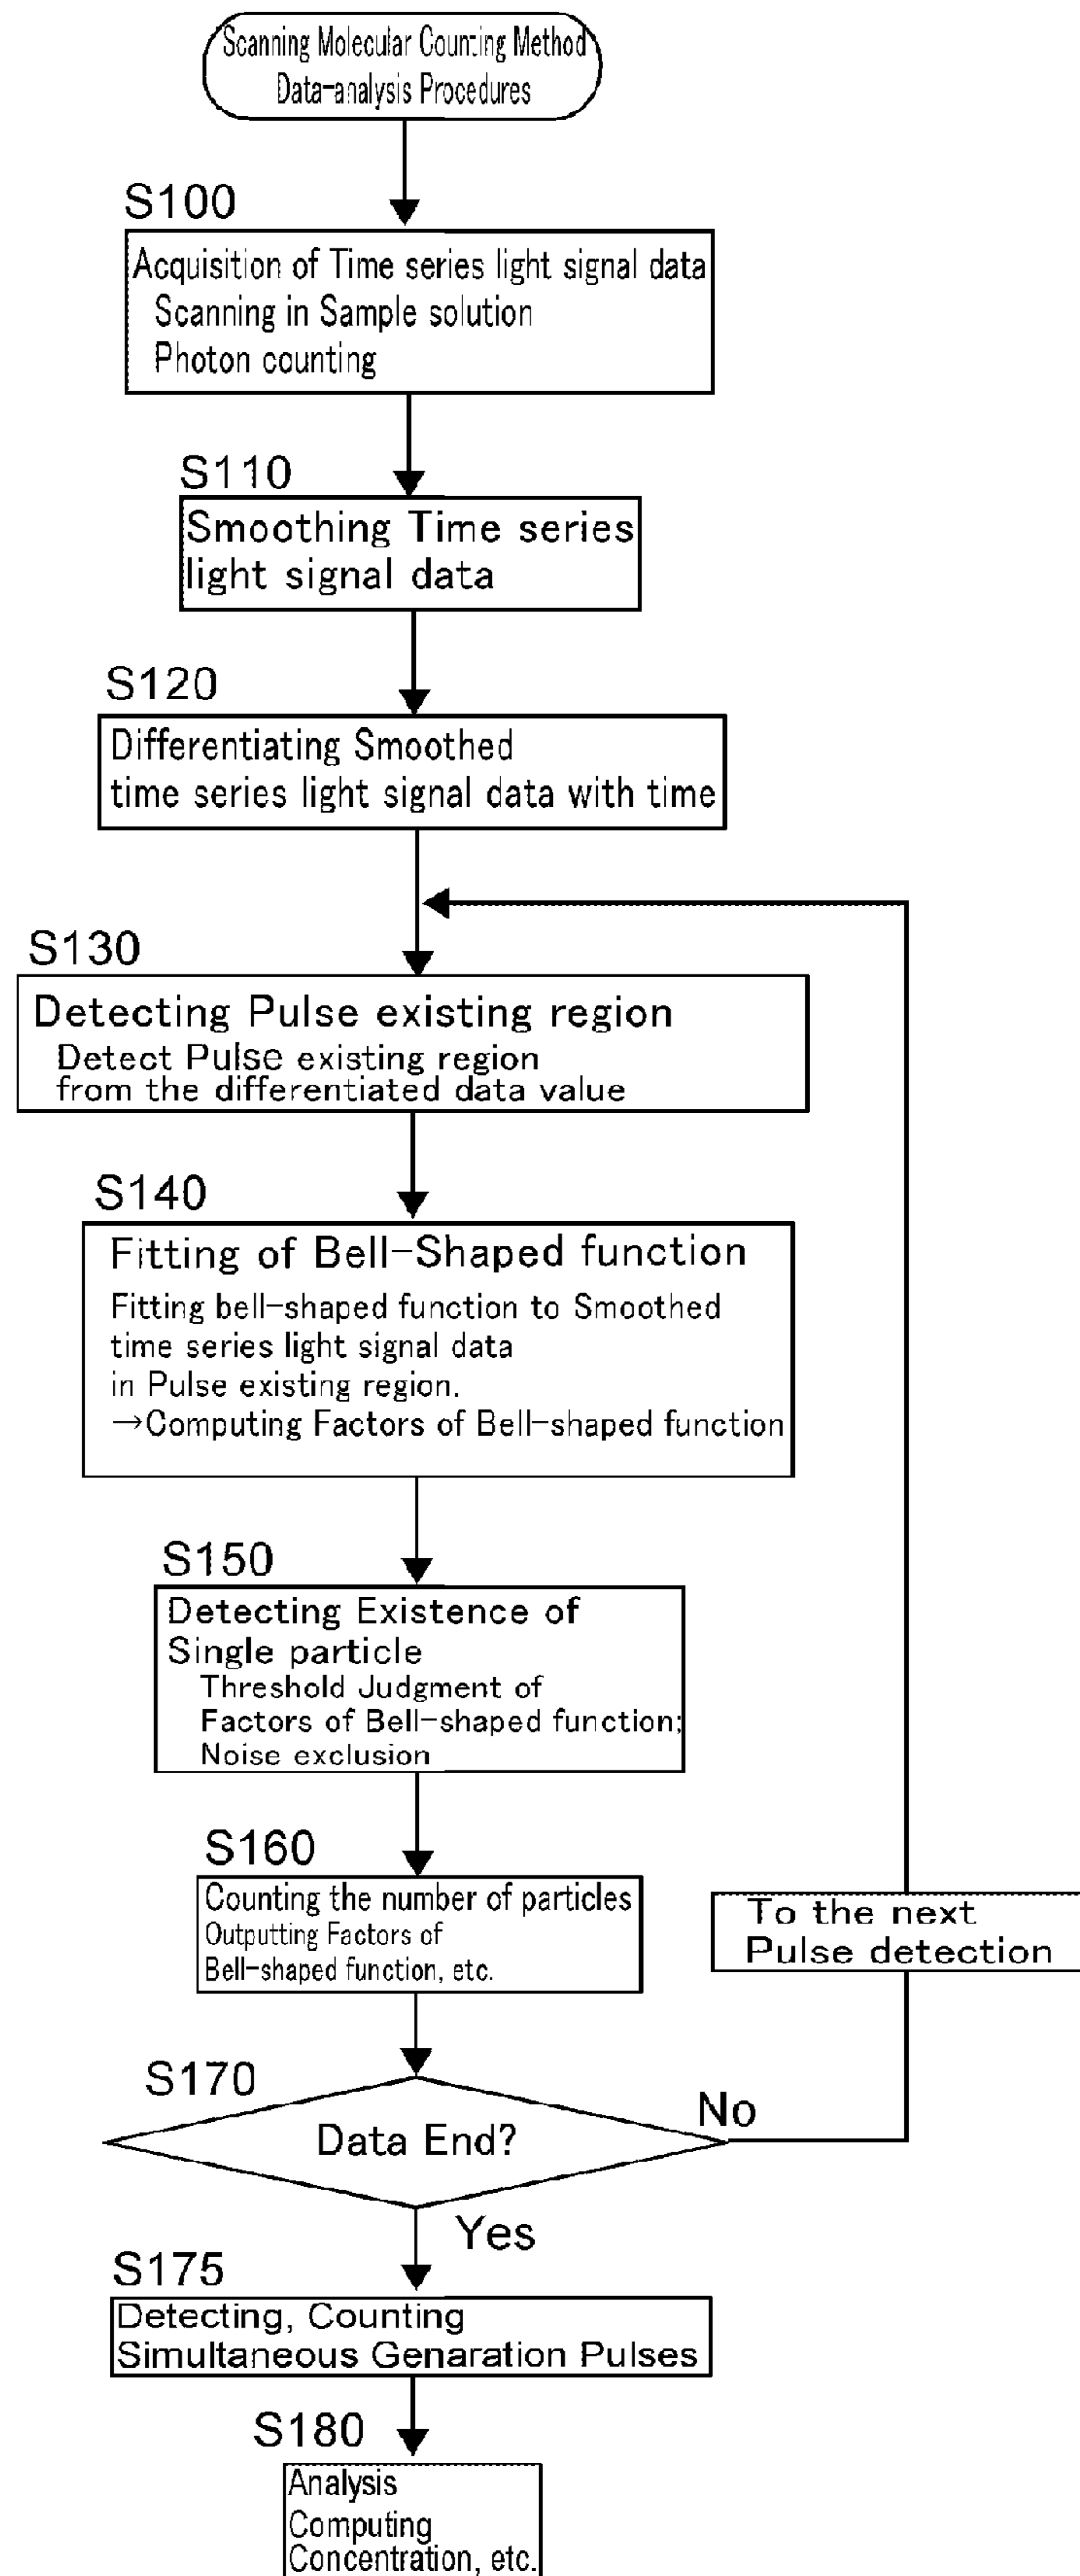 Scanning Molecular Counting Method
Data-analysis Procedures
S100
Acquisition of Time series light signal data
Scanning in Sample solution
Photon counting
S110
Smoothing Time series
light signal data
S120
Differentiating Smoothed
time series light signal data with time
S130
Detecting Pulse existing region
Detect Pulse existing region
from the differentiated data value
S140
Fitting of Bell-Shaped function
Fitting bell-shaped function to Smoothed
time series light signal data
in Pulse existing region.
→Computing Factors of Bell-shaped function
S150
Detecting Existence of
Single particle
Threshold Judgment of
Factors of Bell-shaped function;
Noise exclusion
S160
Counting the number of particles
Outputting Factors of
Bell-shaped function, etc.
To the next
Pulse detection
S170
Data End?
No
Yes
S175
Detecting, Counting
Simultaneous Genaration Pulses
S180
Analysis
Computing
Concentration, etc.